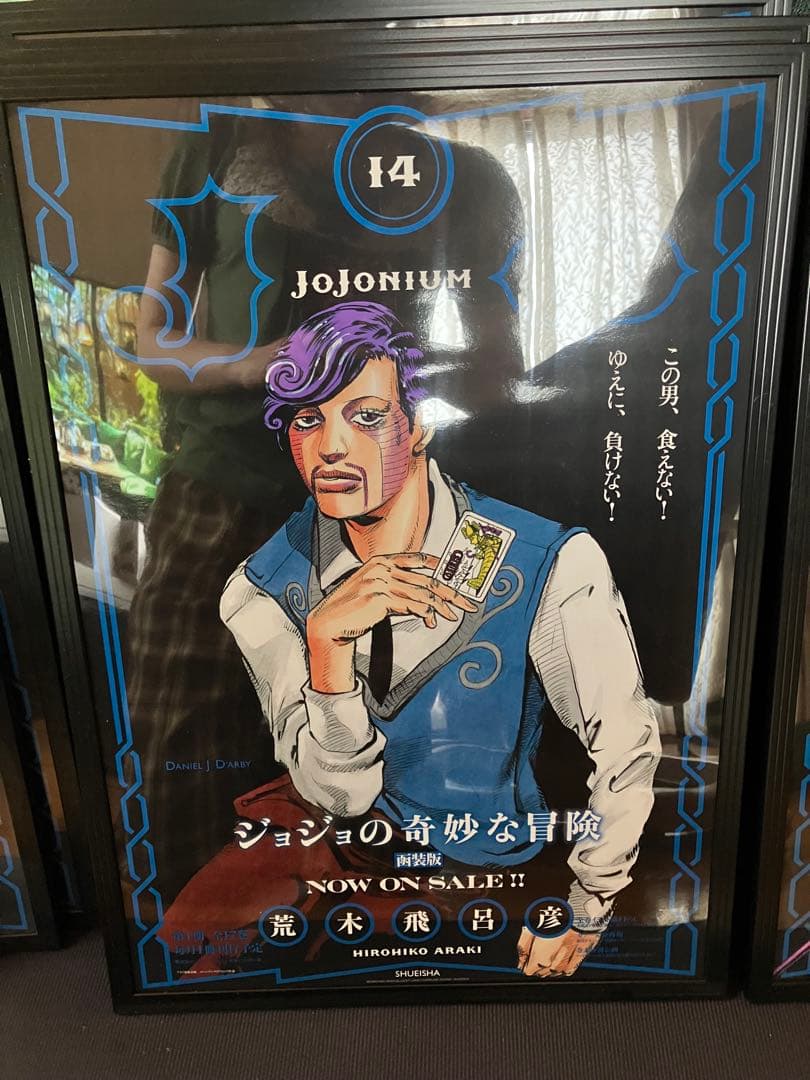 14
JOJONIUM
この男、食えない!
ゆえに、負けない!
DANIEL J. D'ARBY
ジョジョの奇妙な冒険
函装版
NOW ON SALE!!
荒木飛呂彦
HIROHIKO ARAKI
SHUEISHA